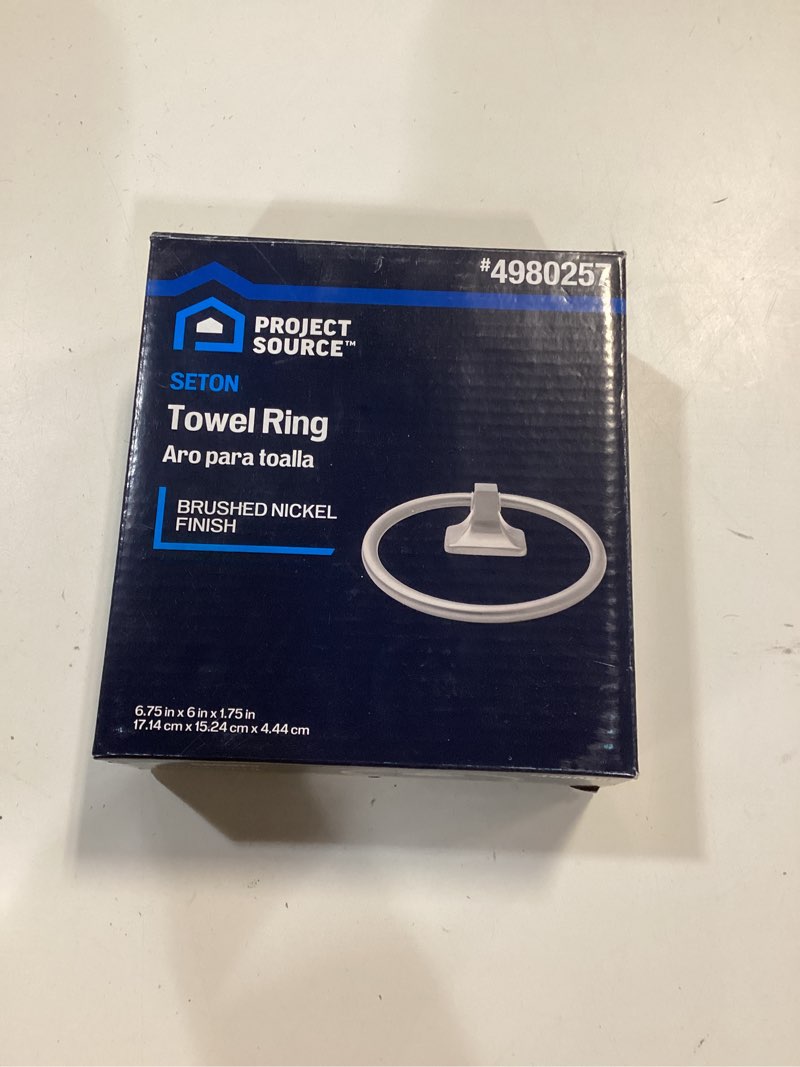 #4980257
PROJECT
SOURCE™
SETON
Towel Ring
Aro para toalla
BRUSHED NICKEL
FINISH
6.75 in x 6 in x 1.75 in
17.14 cm x 15.24 cm x 4.44 cm